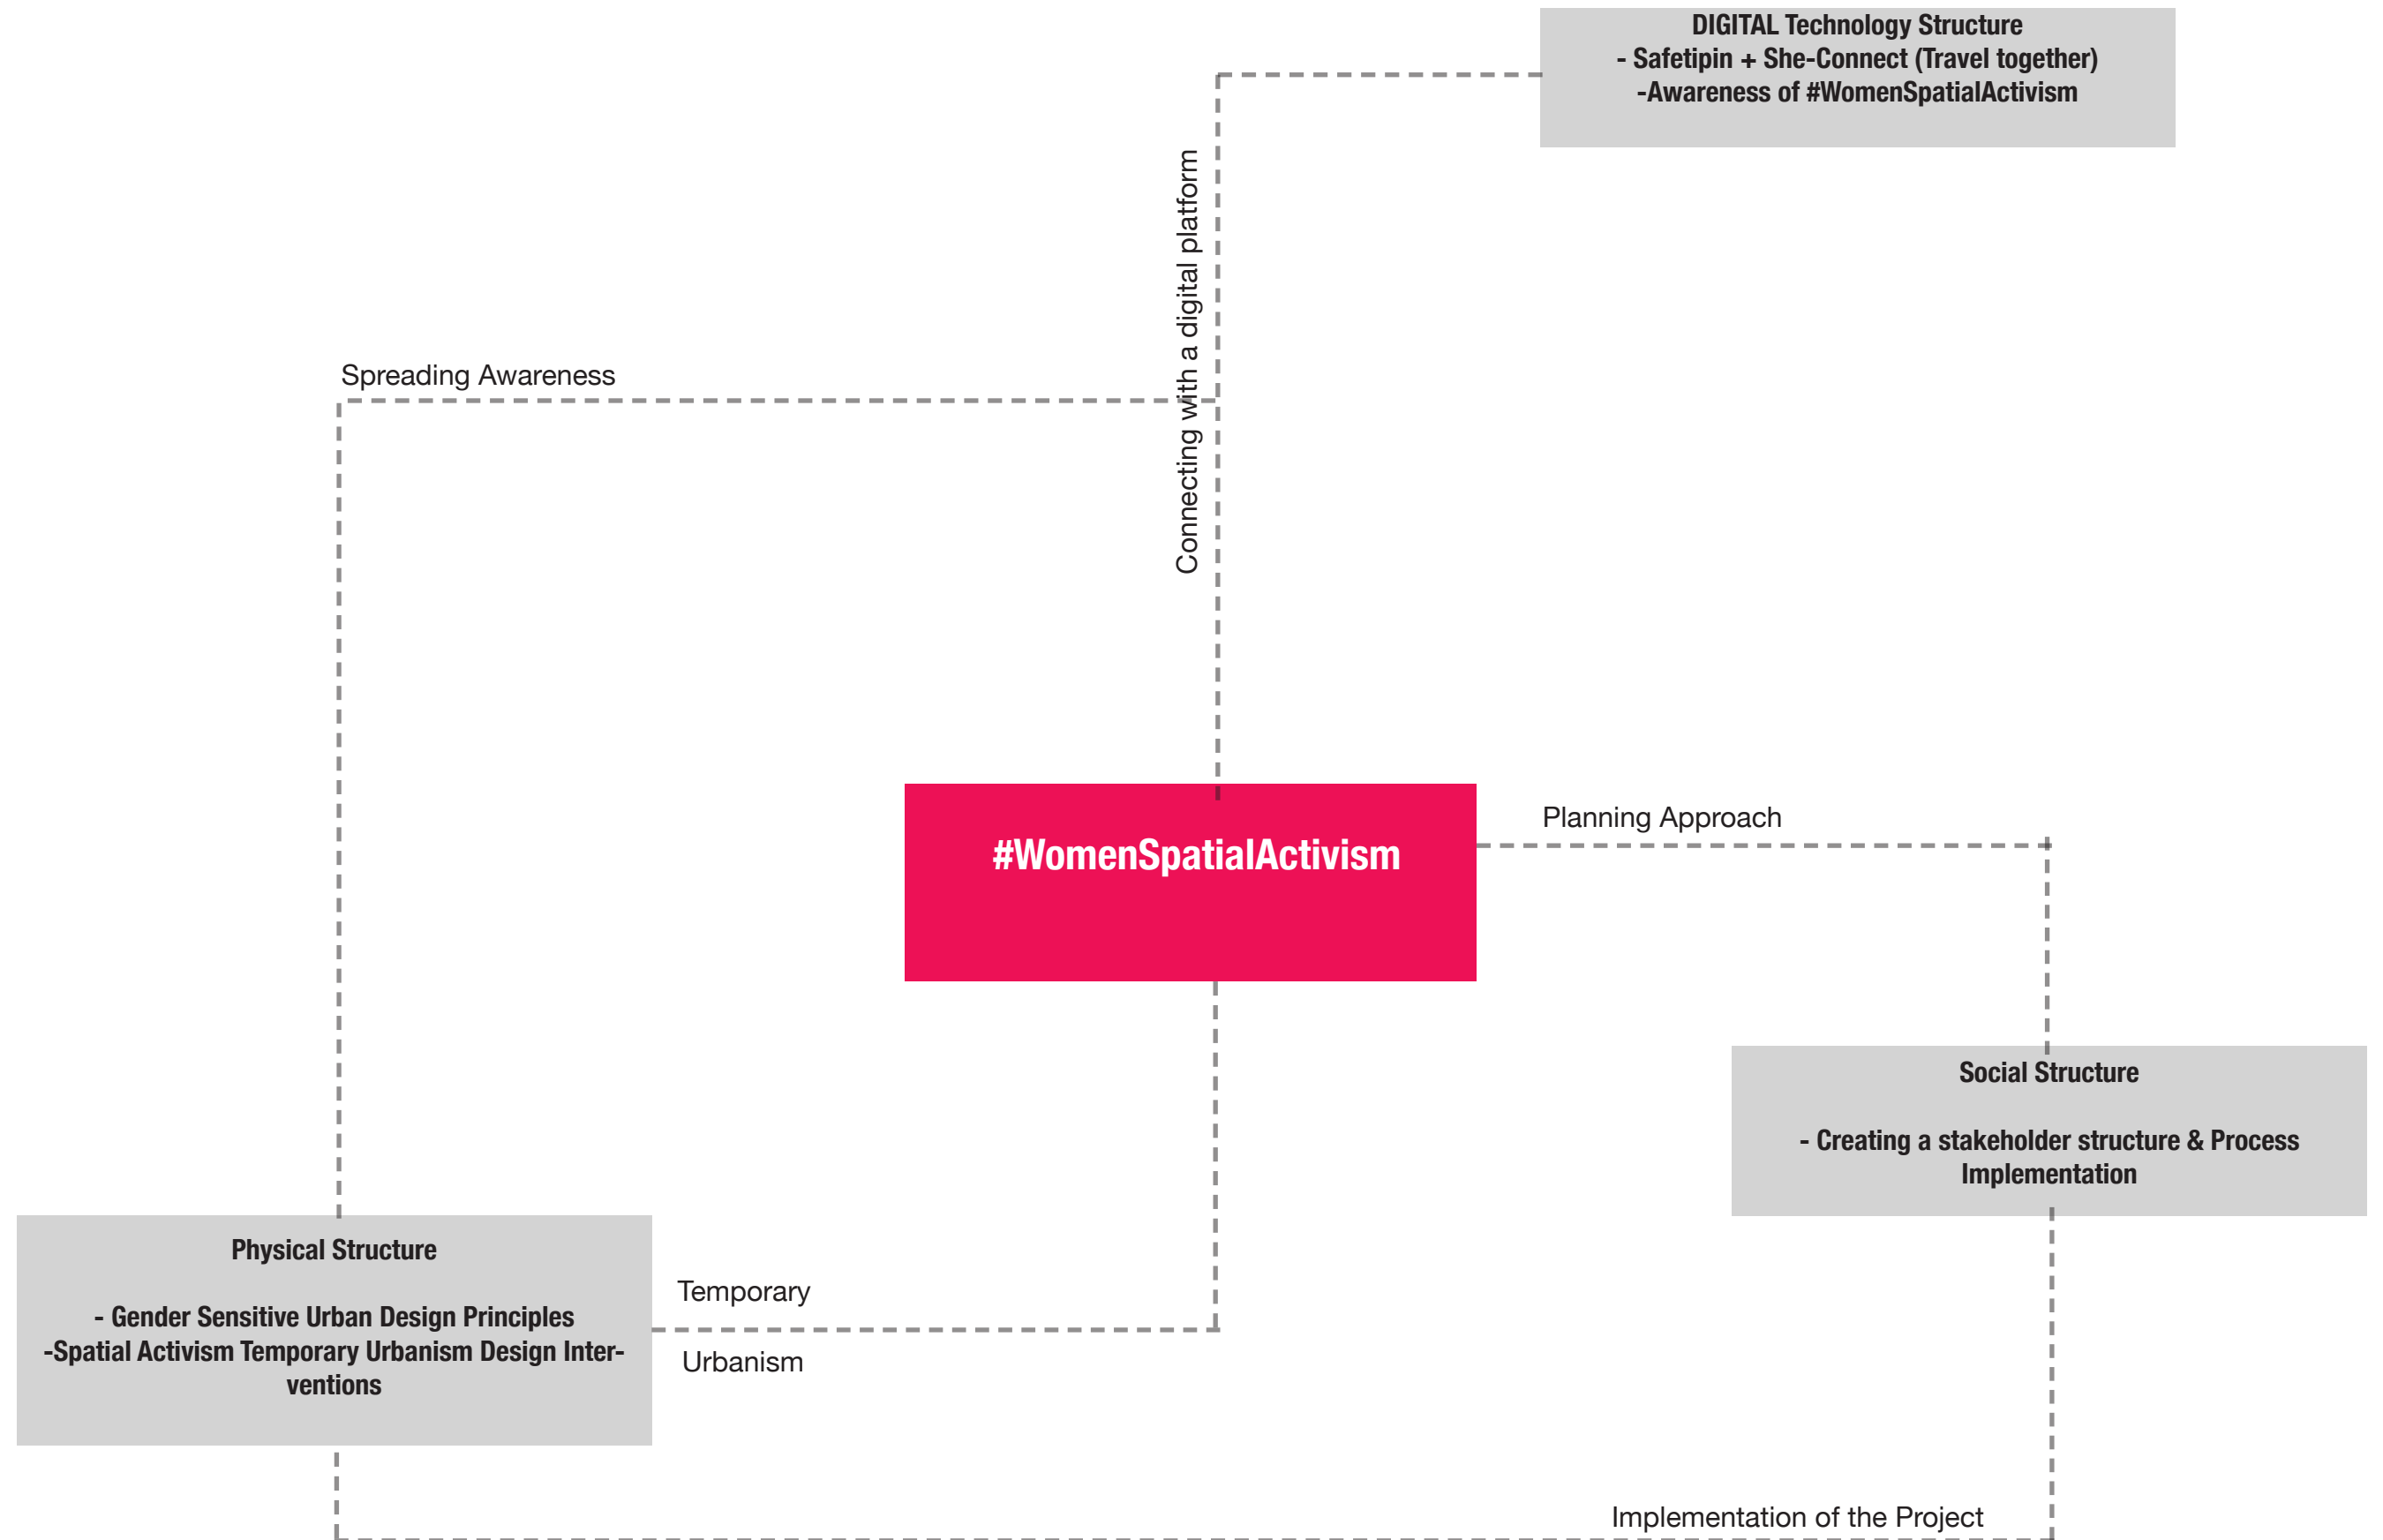 DIGITAL Technology Structure
- Safetipin + She-Connect (Travel together)
-Awareness of #WomenSpatialActivism
Connecting with a digital platform
Spreading Awareness
#WomenSpatialActivism
Planning Approach
Social Structure
- Creating a stakeholder structure & Process
Implementation
Physical Structure
- Gender Sensitive Urban Design Principles
-Spatial Activism Temporary Urbanism Design Inter-
ventions
Temporary
Urbanism
Implementation of the Project